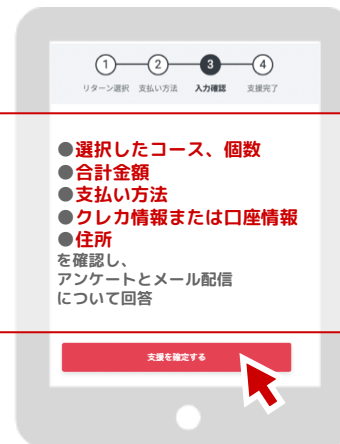 1 2 3 4
リターン選択 支払い方法 入力確認 支援完了
●選択したコース、個数
●合計金額
●支払い方法
●クレカ情報または口座情報
●住所
を確認し、
アンケートとメール配信
について回答
支援を確定する